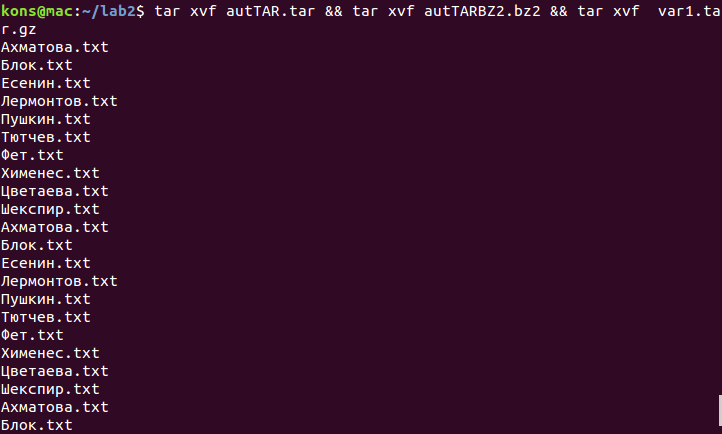 kons@mac:~/lab2$ tar xvf autTAR.tar && tar xvf autTARBZ2.bz2 && tar xvf  var1.ta
r.gz
Ахматова.txt
Блок.txt
Есенин.txt
Лермонтов.txt
Пушкин.txt
Тютчев.txt
Фет.txt
Хименес.txt
Цветаева.txt
Шекспир.txt
Ахматова.txt
Блок.txt
Есенин.txt
Лермонтов.txt
Пушкин.txt
Тютчев.txt
Фет.txt
Хименес.txt
Цветаева.txt
Шекспир.txt
Ахматова.txt
Блок.txt